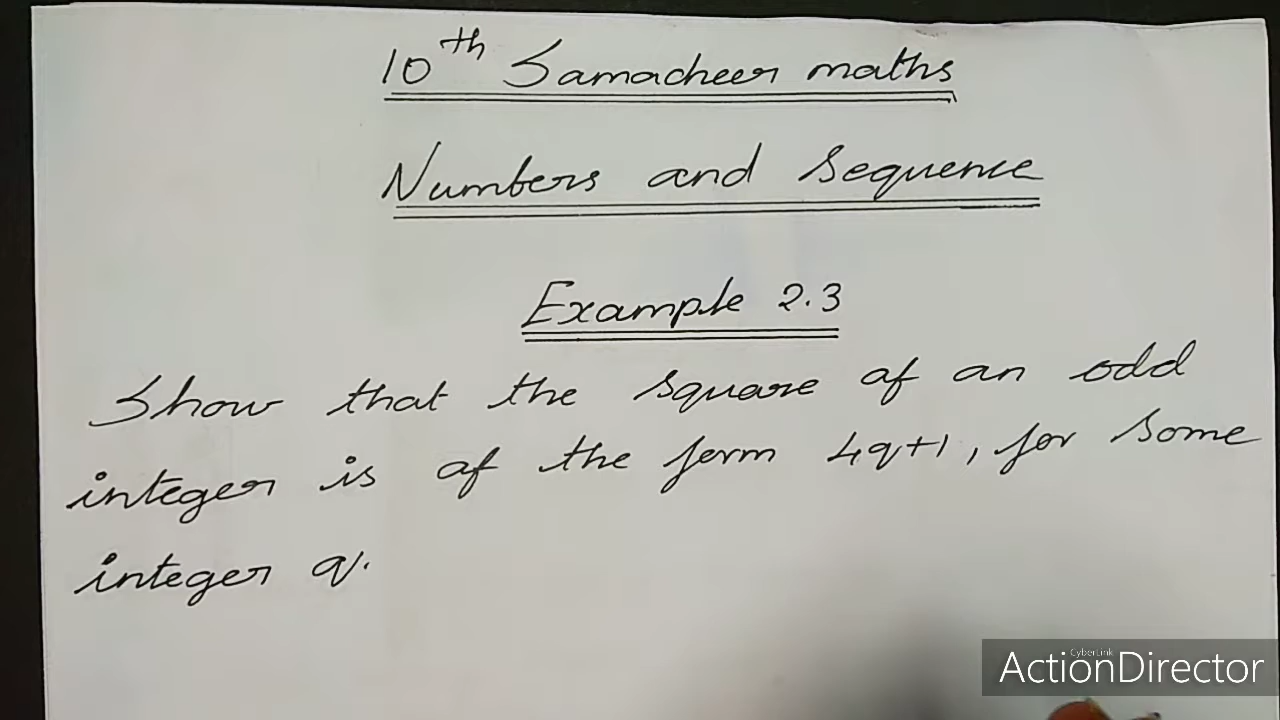 10th Samacheer maths
Numbers and Sequence
Example 2.3
Show that the square of an odd
integer is of the form 4q+1, for some
integer q.
CyberLink
ActionDirector